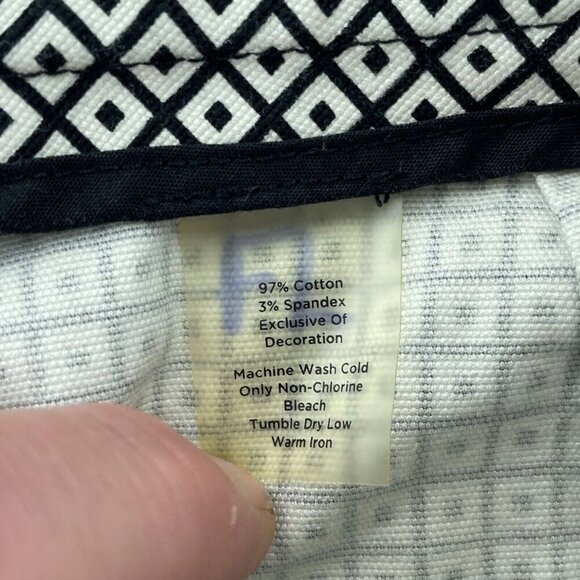 97% Cotton
3% Spandex
Exclusive Of
Decoration
Machine Wash Cold
Only Non-Chlorine
Bleach
Tumble Dry Low
Warm Iron